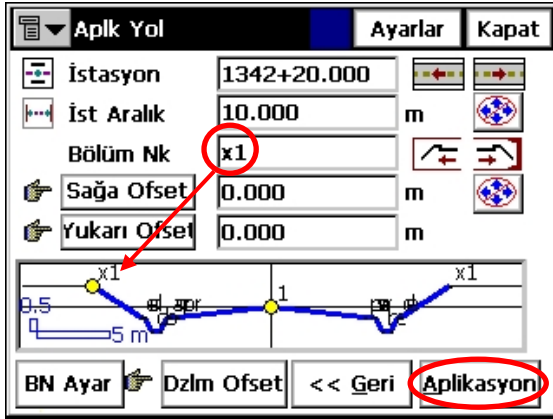 Aplk Yol Ayarlar Kapat
İstasyon 1342+20.000
İst Aralık 10.000 m
Bölüm Nk x1
Sağa Ofset 0.000 m
Yukarı Ofset 0.000 m
x1 x1
1
0.5
5 m
BN Ayar Dzlm Ofset << Geri Aplikasyon